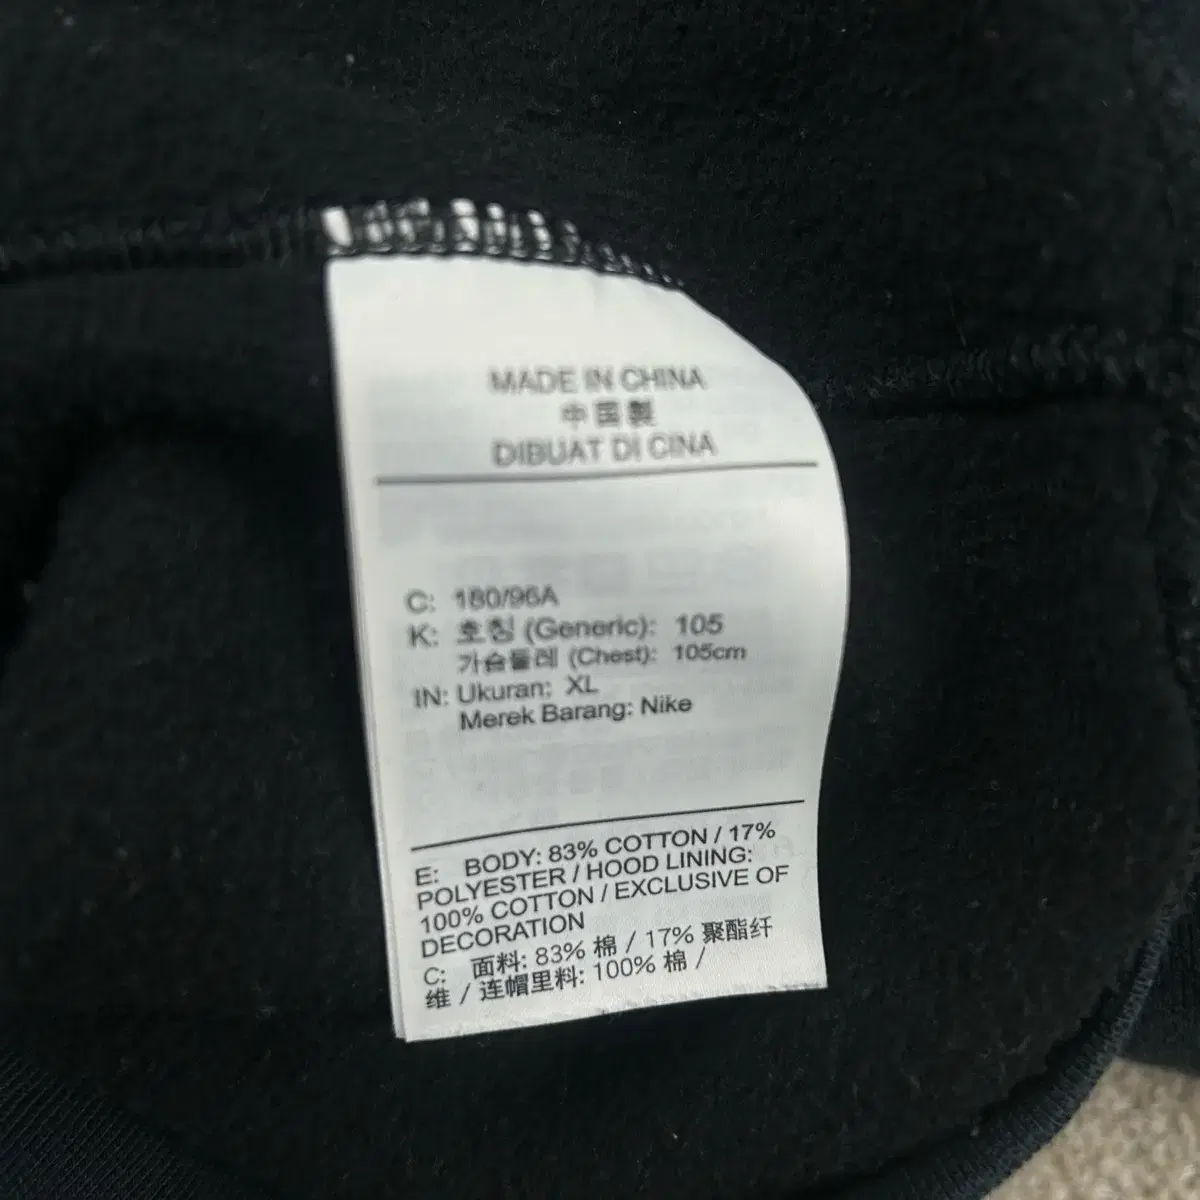 MADE IN CHINA
中国製
DIBUAT DI CINA
C: 180/96A
K: 호칭 (Generic): 105
가슴둘레 (Chest): 105cm
IN: Ukuran: XL
Merek Barang: Nike
E: BODY: 83% COTTON / 17%
POLYESTER / HOOD LINING:
100% COTTON / EXCLUSIVE OF
DECORATION
C: 面料: 83% 棉 / 17% 聚酯纤
维 / 连帽里料: 100% 棉 /